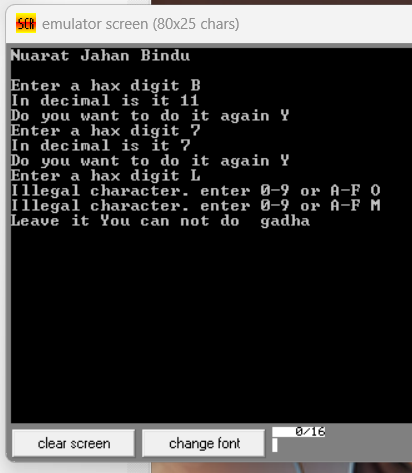 SCR emulator screen (80x25 chars)
Nuarat Jahan Bindu
Enter a hax digit B
In decimal is it 11
Do you want to do it again Y
Enter a hax digit 7
In decimal is it 7
Do you want to do it again Y
Enter a hax digit L
Illegal character. enter 0-9 or A-F O
Illegal character. enter 0-9 or A-F M
Leave it You can not do  gadha
clear screen
change font
0/16